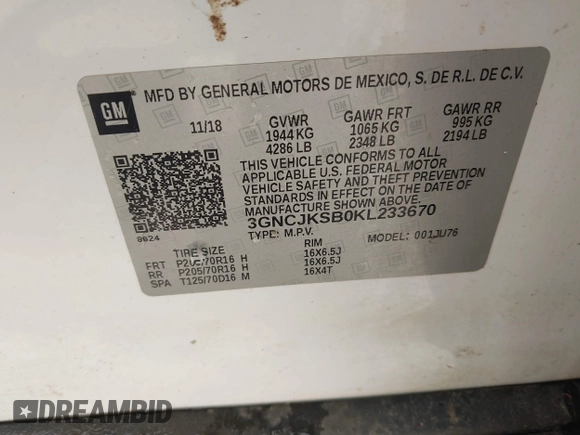 GM
MFD BY GENERAL MOTORS DE MEXICO, S. DE R.L. DE C.V.
11/18 GVWR GAWR FRT GAWR RR
1944 KG 1065 KG 995 KG
4286 LB 2348 LB 2194 LB
THIS VEHICLE CONFORMS TO ALL
APPLICABLE U.S. FEDERAL MOTOR
VEHICLE SAFETY AND THEFT PREVENTION
STANDARDS IN EFFECT ON THE DATE OF
MANUFACTURE SHOWN ABOVE.
3GNCJKSB0KL233670
8624
TYPE: M.P.V. MODEL: 001JU76
TIRE SIZE RIM
FRT P205/70R16 H 16X6.5J
RR P205/70R16 H 16X6.5J
SPA T125/70D16 M 16X4T
DREAMBID